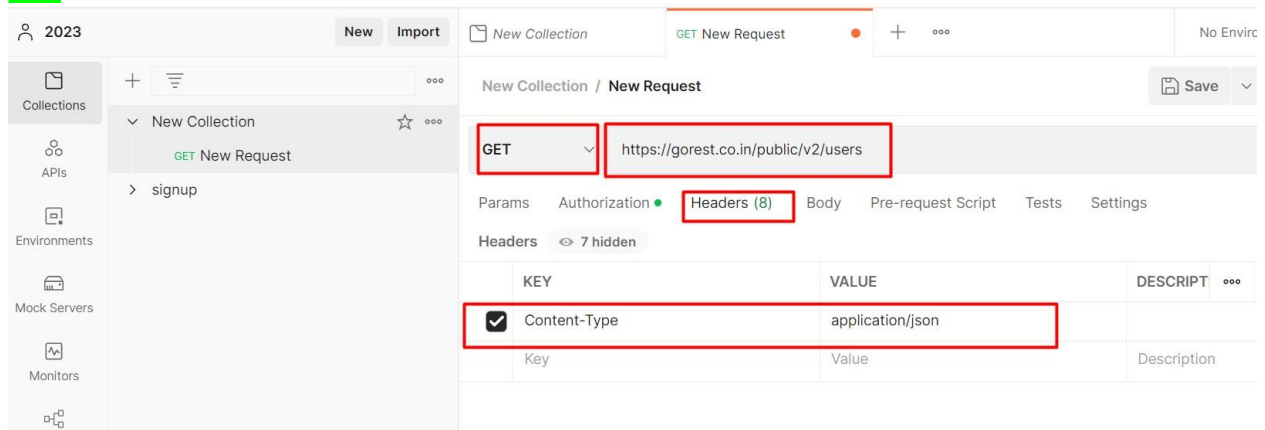 2023 New Import
New Collection GET New Request No Enviro
Collections
New Collection / New Request Save
New Collection
GET New Request
APIs
GET https://gorest.co.in/public/v2/users
signup
Params Authorization Headers (8) Body Pre-request Script Tests Settings
Environments
Headers 7 hidden
KEY VALUE DESCRIPT
Mock Servers
Content-Type application/json
Key Value Description
Monitors